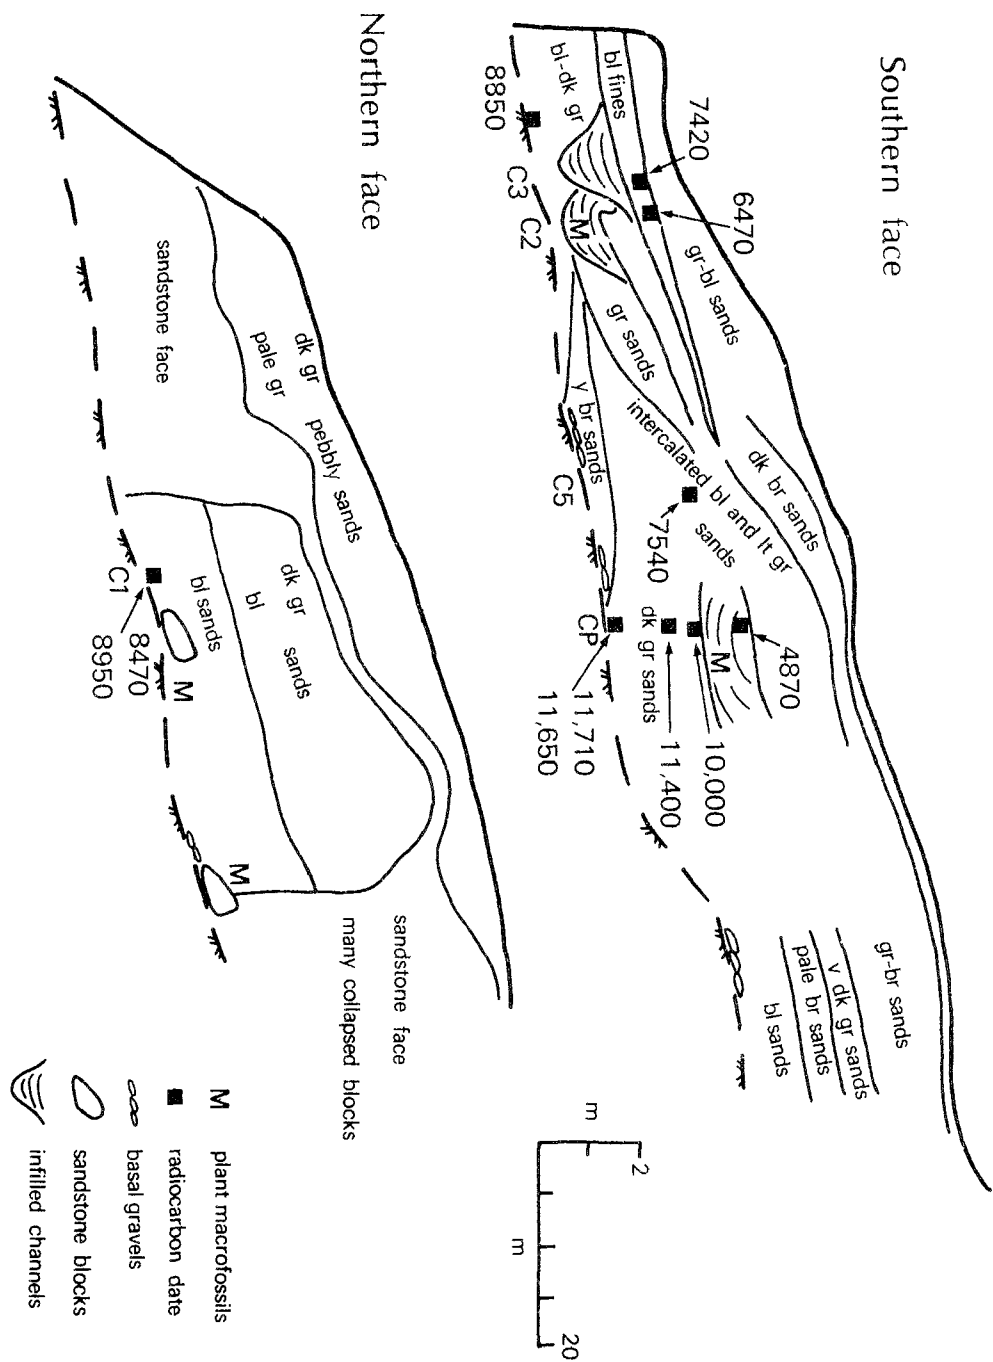 Southern face
7420
6470
gr-bl sands
bl fines
bl-dk gr
8850
C3
C2
M
gr sands
y br sands
C5
intercalated bl and lt gr
sands
dk br sands
7540
4870
M
10,000
11,400
dk gr sands
CP
11,710
11,650
gr-br sands
v dk gr sands
pale br sands
bl sands
Northern face
sandstone face
dk gr
pale gr
pebbly sands
dk gr
bl
sands
bl sands
C1
8470
8950
M
M
sandstone face
many collapsed blocks
m
2
m
20
M plant macrofossils
radiocarbon date
basal gravels
sandstone blocks
infilled channels